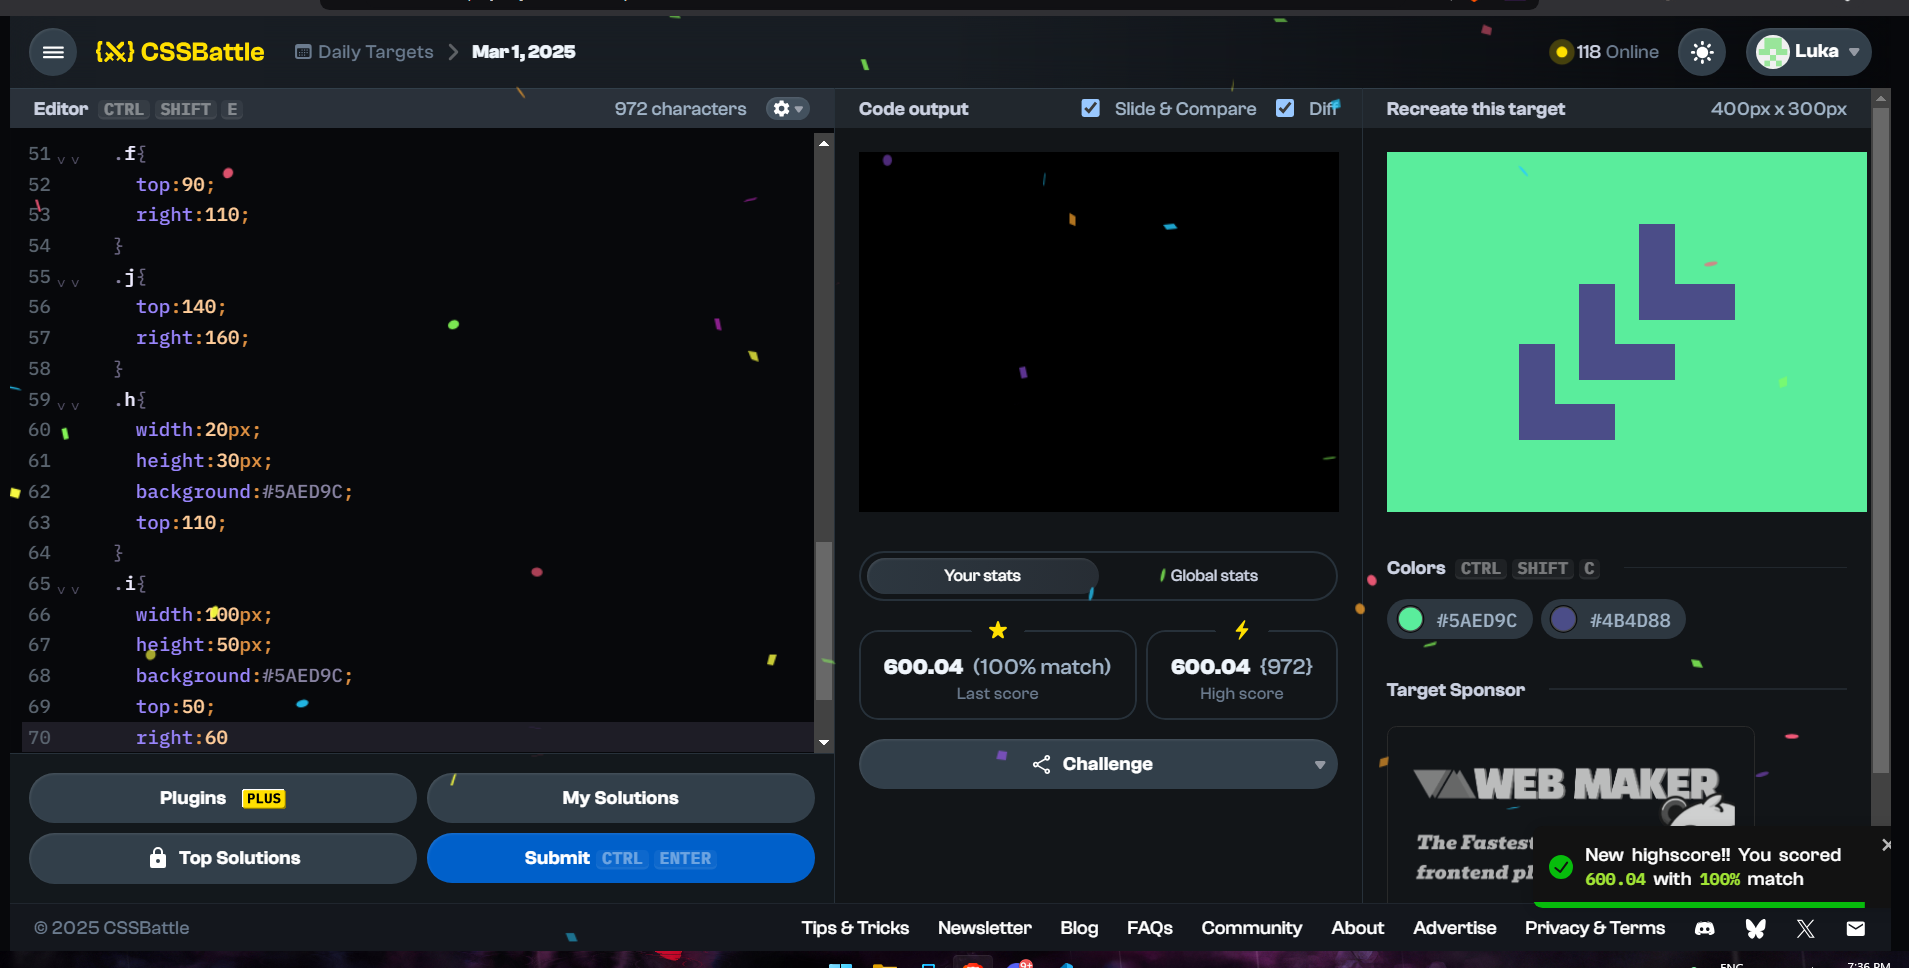 {X} CSSBattle
Daily Targets
Mar 1, 2025
118 Online
Luka
Editor CTRL SHIFT E
972 characters
Code output
Slide & Compare
Diff
Recreate this target
400px x 300px
51 .f{
52 top:90;
53 right:110;
54 }
55 .j{
56 top:140;
57 right:160;
58 }
59 .h{
60 width:20px;
61 height:30px;
62 background:#5AED9C;
63 top:110;
64 }
65 .i{
66 width:100px;
67 height:50px;
68 background:#5AED9C;
69 top:50;
70 right:60
Plugins PLUS
My Solutions
Top Solutions
Submit CTRL ENTER
Your stats
Global stats
600.04 (100% match)
Last score
600.04 {972}
High score
Challenge
Colors CTRL SHIFT C
#5AED9C
#4B4D88
Target Sponsor
WEB MAKER
The Fastest
frontend
New highscore!! You scored
600.04 with 100% match
© 2025 CSSBattle
Tips & Tricks
Newsletter
Blog
FAQs
Community
About
Advertise
Privacy & Terms
9+
ENG
7:36 PM